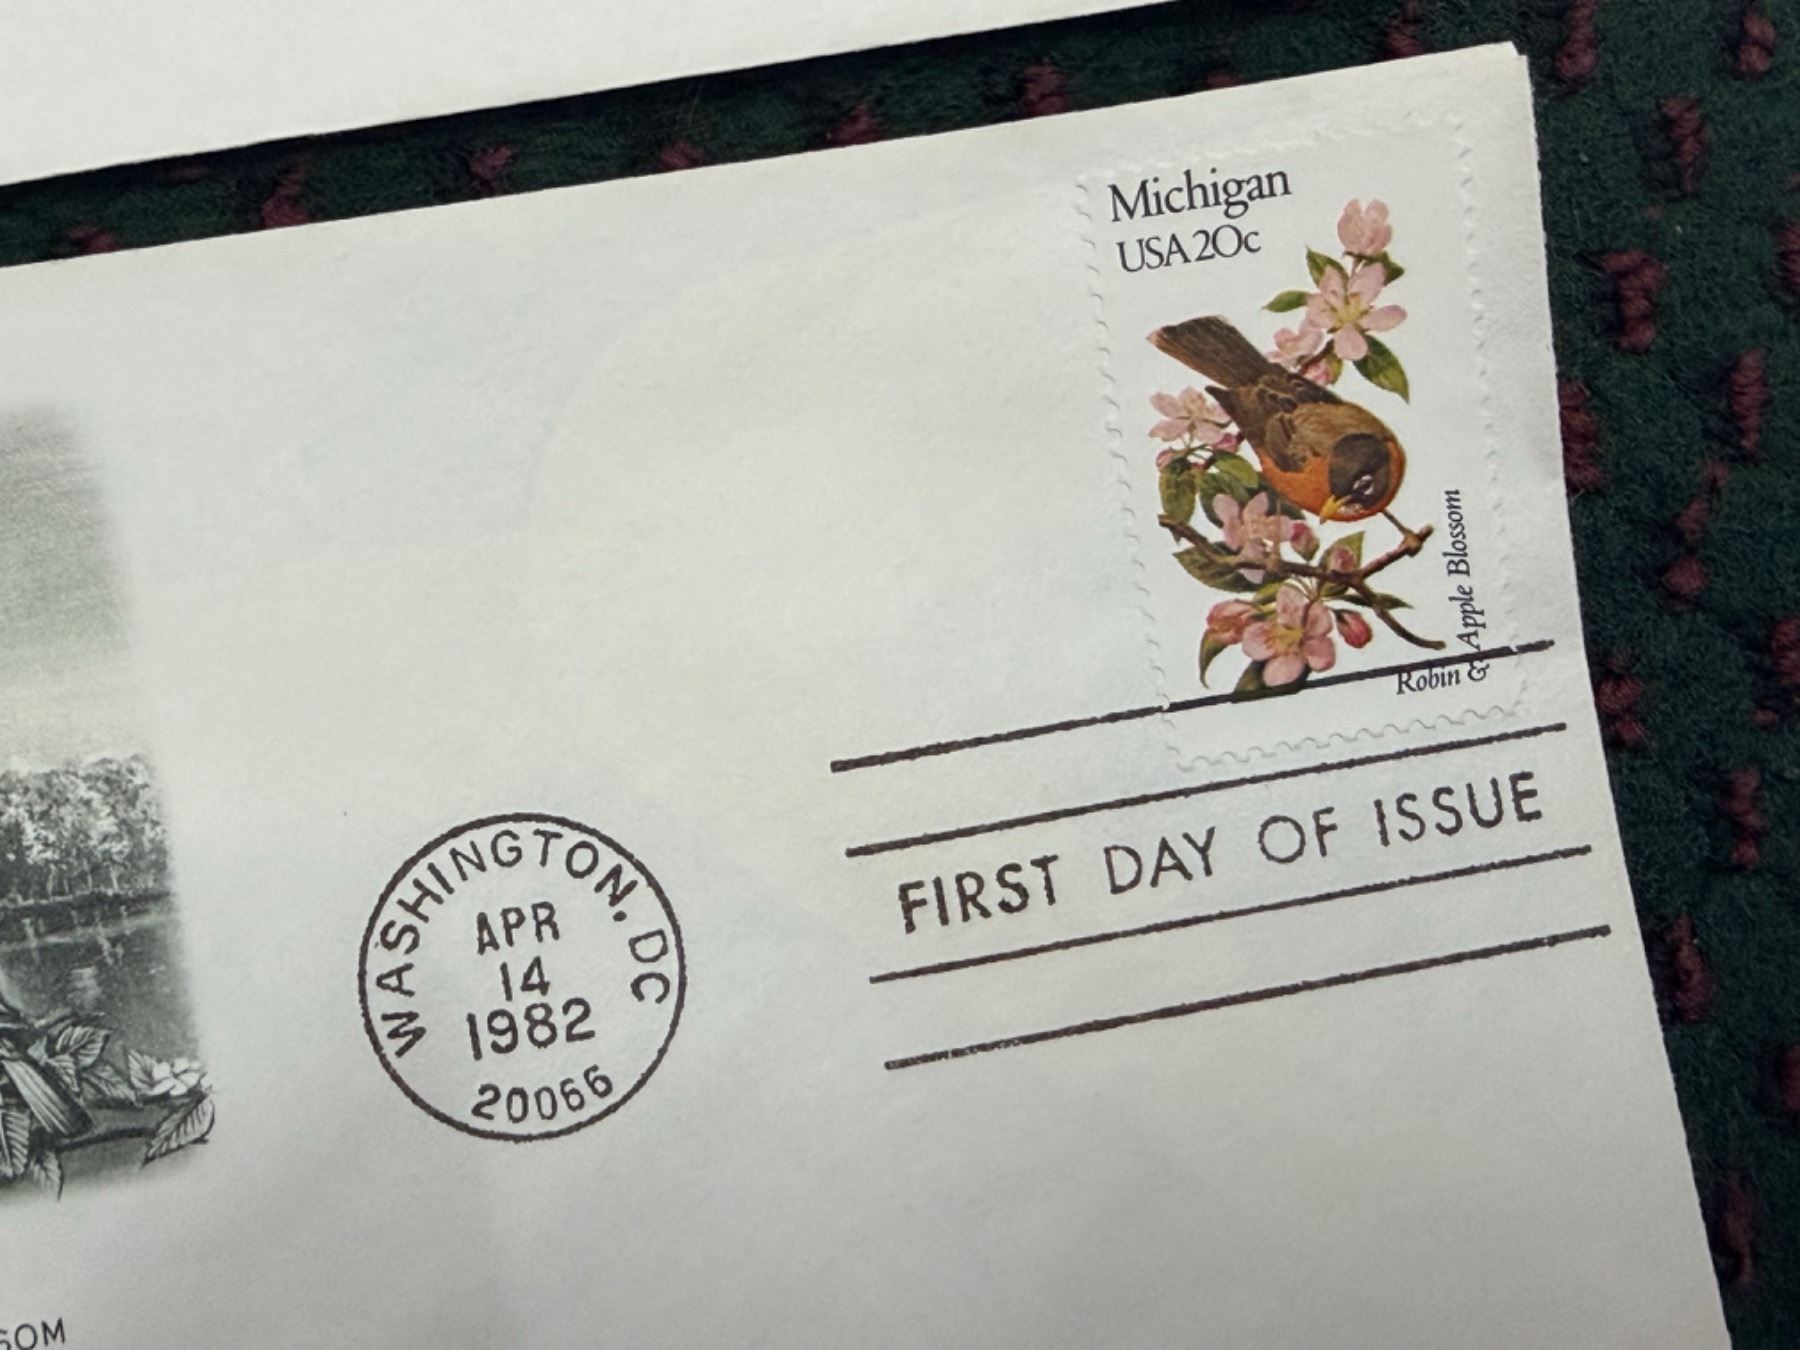 Michigan
USA 20c
Robin & Apple Blossom
FIRST DAY OF ISSUE
WASHINGTON. DC
APR
14
1982
20066